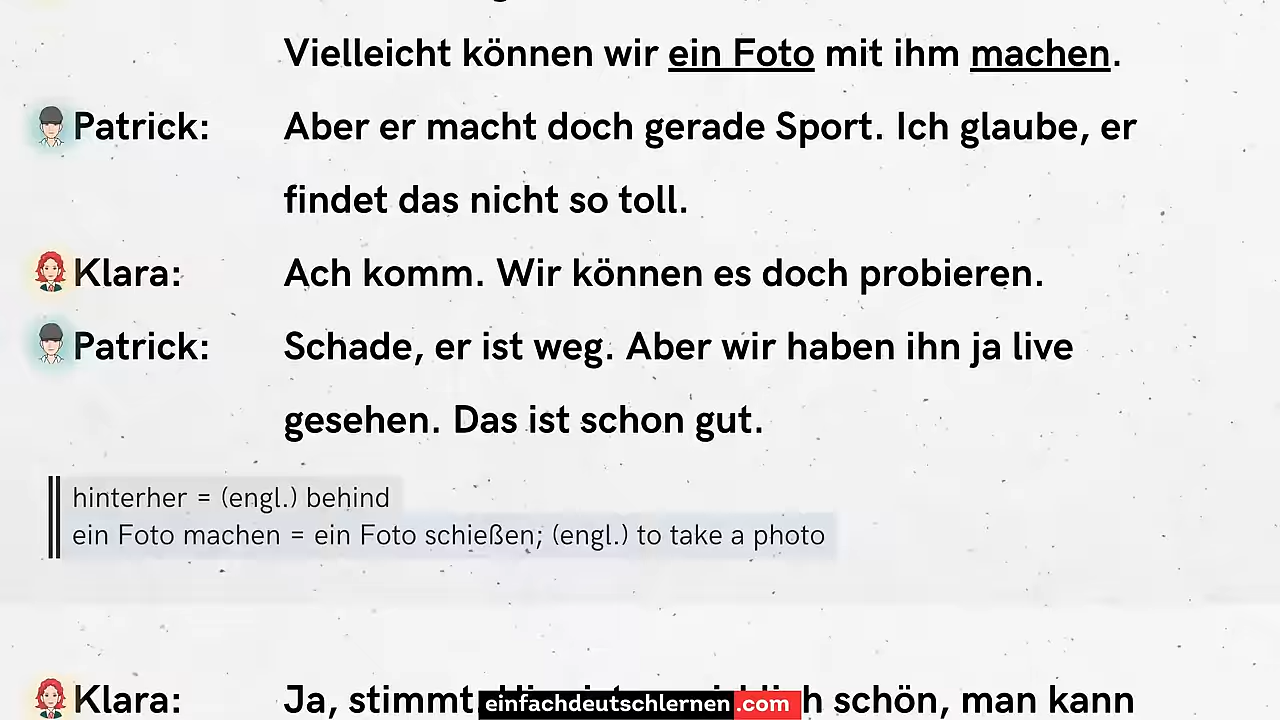 Vielleicht können wir ein Foto mit ihm machen.
Patrick: Aber er macht doch gerade Sport. Ich glaube, er
findet das nicht so toll.
Klara: Ach komm. Wir können es doch probieren.
Patrick: Schade, er ist weg. Aber wir haben ihn ja live
gesehen. Das ist schon gut.
hinterher = (engl.) behind
ein Foto machen = ein Foto schießen; (engl.) to take a photo
Klara: Ja, stimmt. schön, man kann
einfachdeutschlernen.com